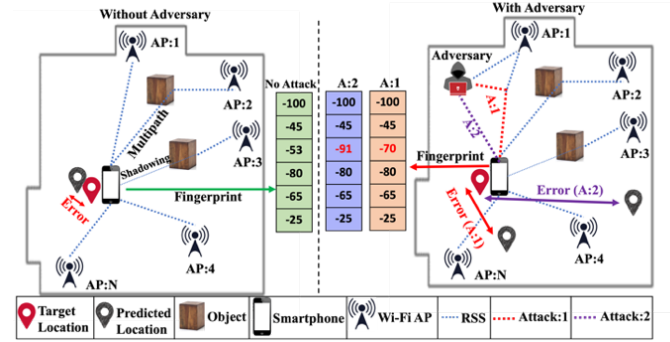 Without Adversary
With Adversary
AP:1
AP:2
AP:3
AP:4
AP:N
Multipath
Shadowing
Error
Fingerprint
No Attack
-100
-45
-53
-80
-65
-25
A:2
-100
-45
-91
-80
-65
-25
A:1
-100
-45
-70
-80
-65
-25
Adversary
AP:1
AP:2
AP:3
AP:4
AP:N
A:1
A:2
Fingerprint
Error (A:2)
Error (A:1)
Target
Location
Predicted
Location
Object
Smartphone
Wi-Fi AP
RSS
Attack:1
Attack:2